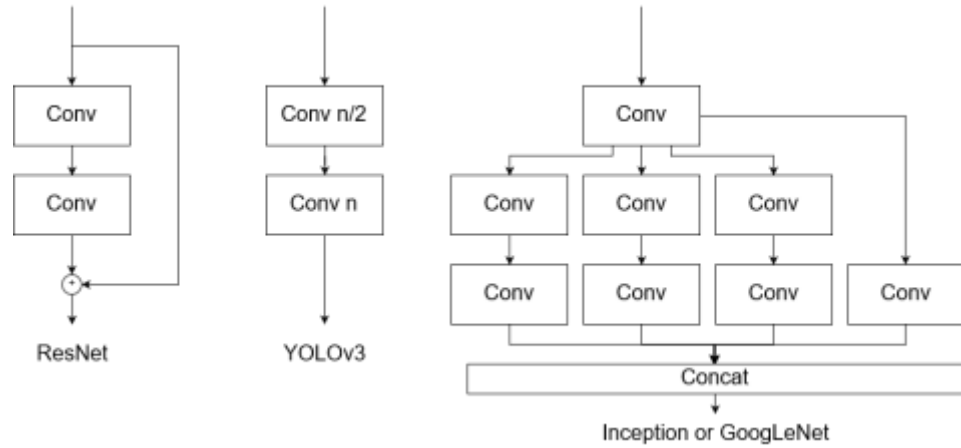 Conv
Conv
+
ResNet
Conv n/2
Conv n
YOLOv3
Conv
Conv
Conv
Conv
Conv
Conv
Conv
Conv
Concat
Inception or GoogLeNet